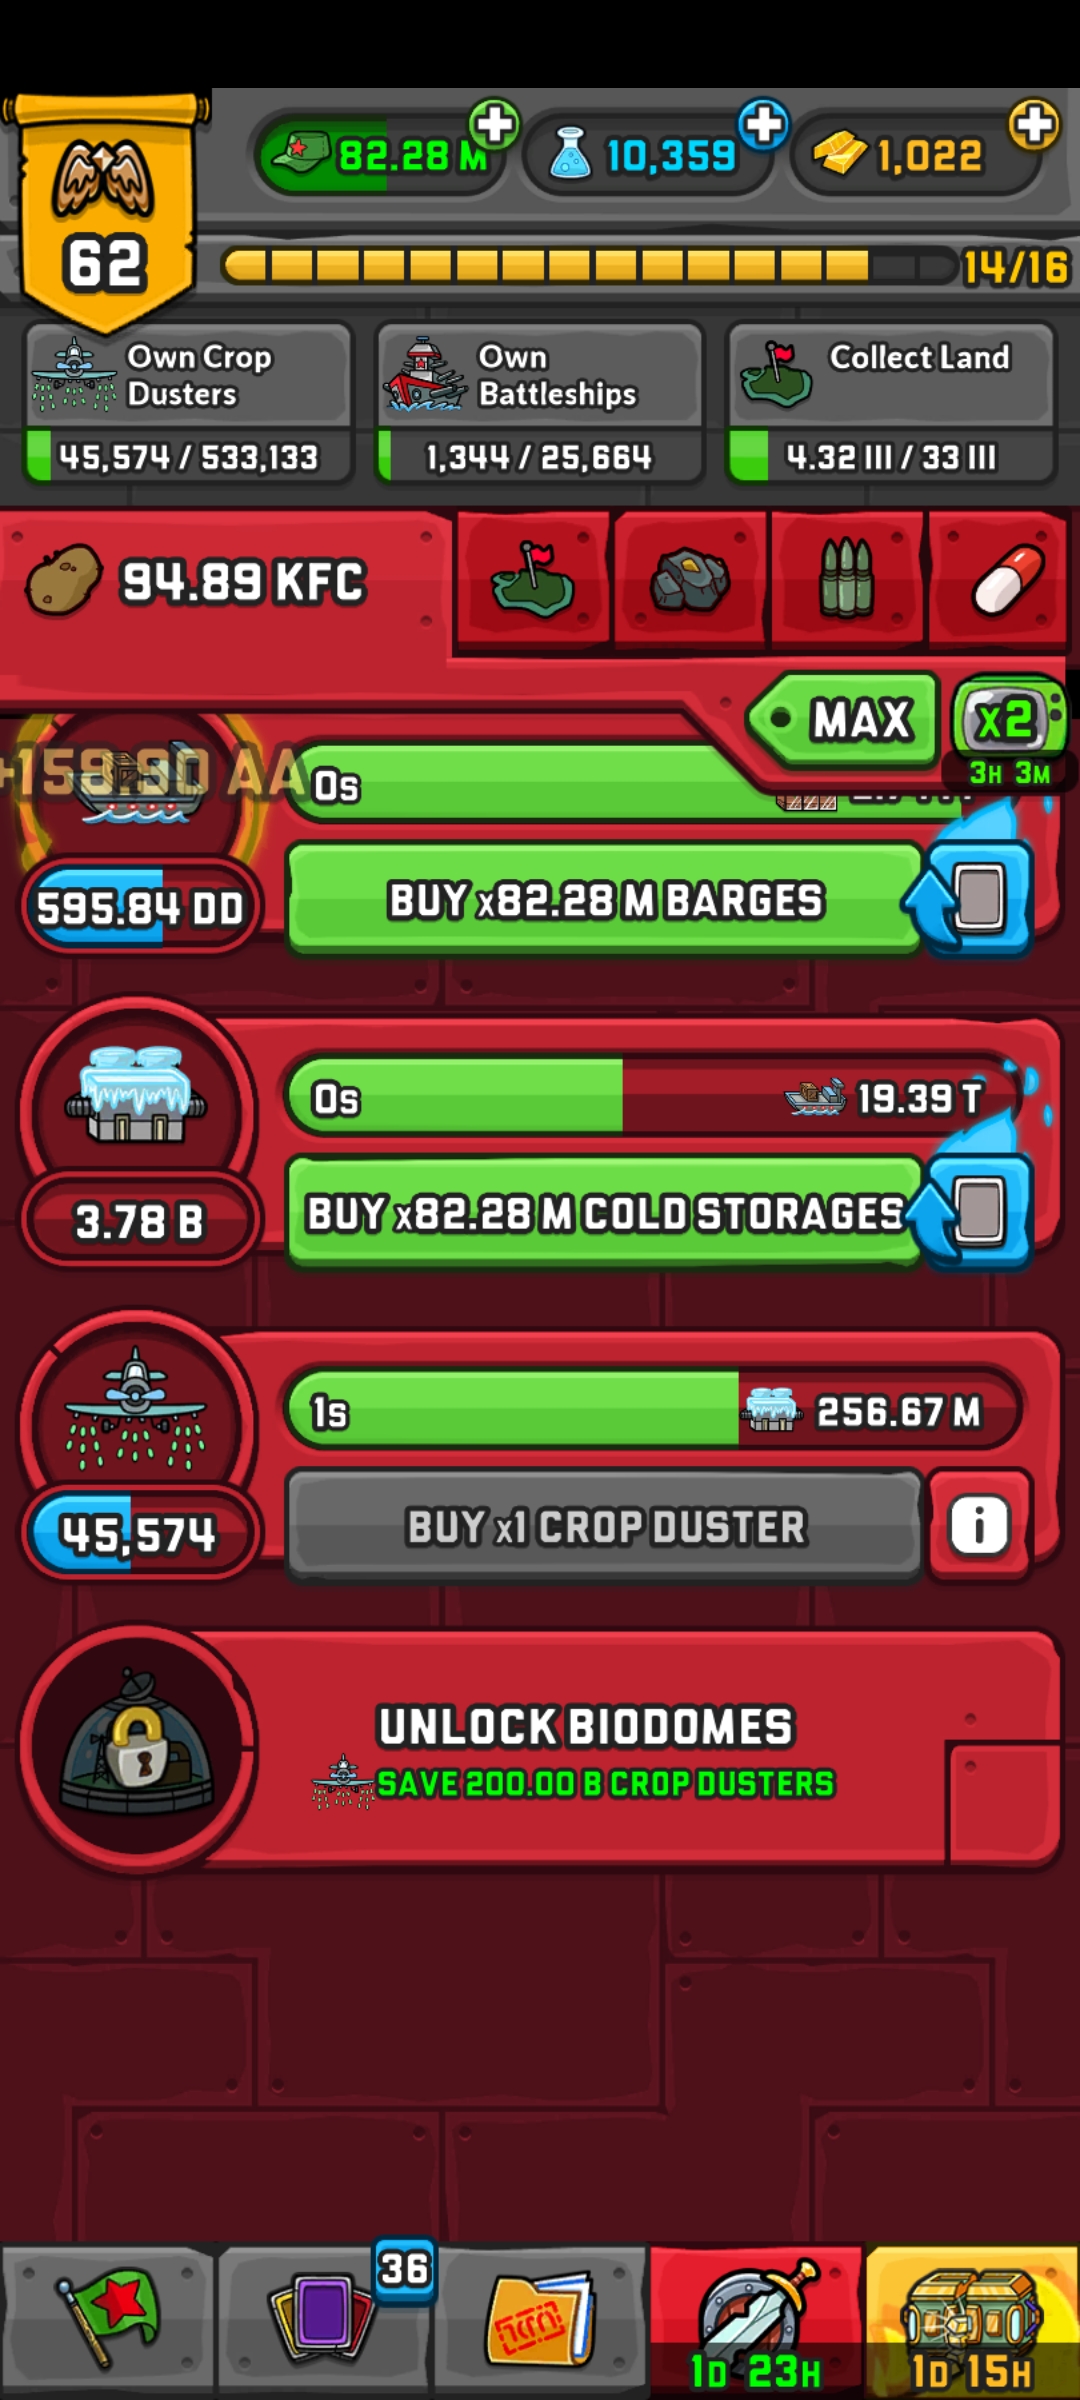 82.28 M
10,359
1,022
62
14/16
Own Crop
Dusters
Own
Battleships
Collect Land
45,574 / 533,133
1,344 / 25,664
4.32 III / 33 III
94.89 KFC
MAX
x2
3H 3M
+159.90 AA
0s
595.84 DD
BUY x82.28 M BARGES
0s
19.39 T
3.78 B
BUY x82.28 M COLD STORAGES
1s
256.67 M
45,574
BUY x1 CROP DUSTER
i
UNLOCK BIODOMES
SAVE 200.00 B CROP DUSTERS
36
1D 23H
1D 15H